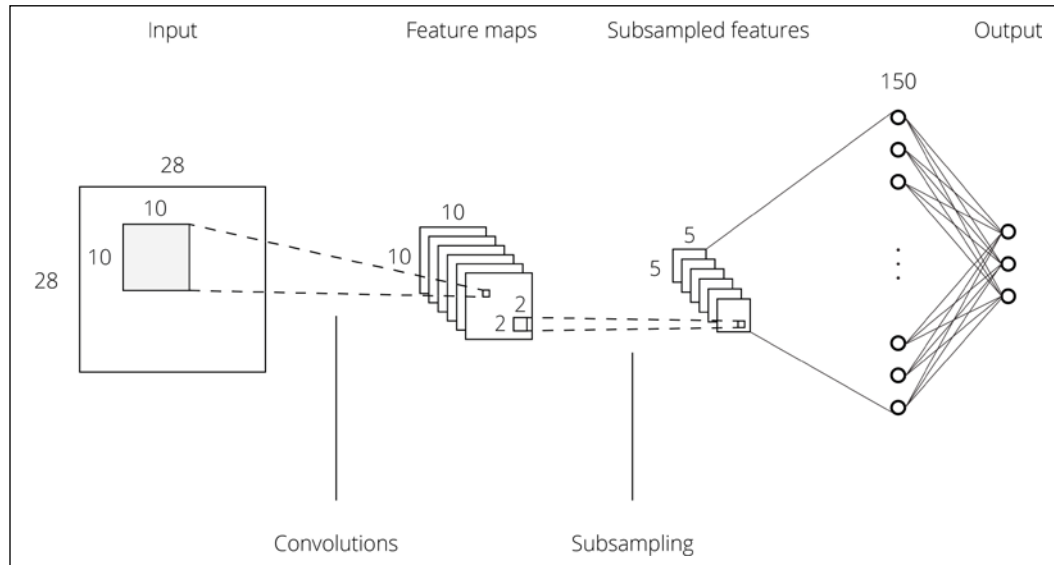 Input
Feature maps
Subsampled features
Output
150
28
10
10
28
10
10
2
2
5
5
Convolutions
Subsampling